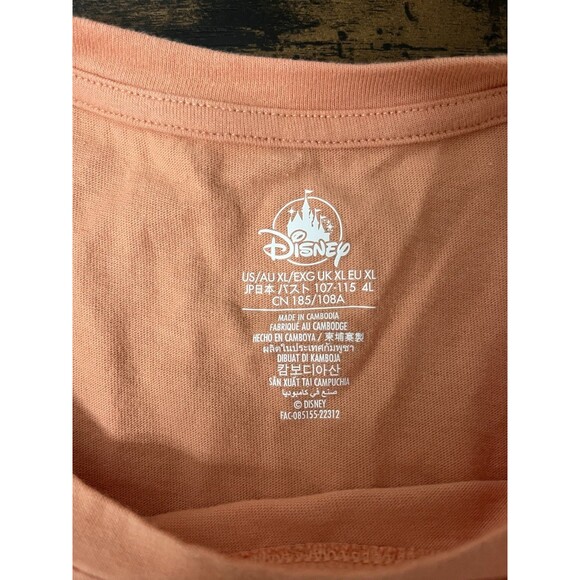 Disney
US/AU XL/EXG UK XL EU XL
JP日本 バスト 107-115 4L
CN 185/108A
MADE IN CAMBODIA
FABRIQUÉ AU CAMBODGE
HECHO EN CAMBOYA / 柬埔寨製
ผลิตในประเทศกัมพูชา
DIBUAT DI KAMBOJA
캄보디아산
SẢN XUẤT TẠI CAMPUCHIA
صنع في كامبوديا
© DISNEY
FAC-085155-22312